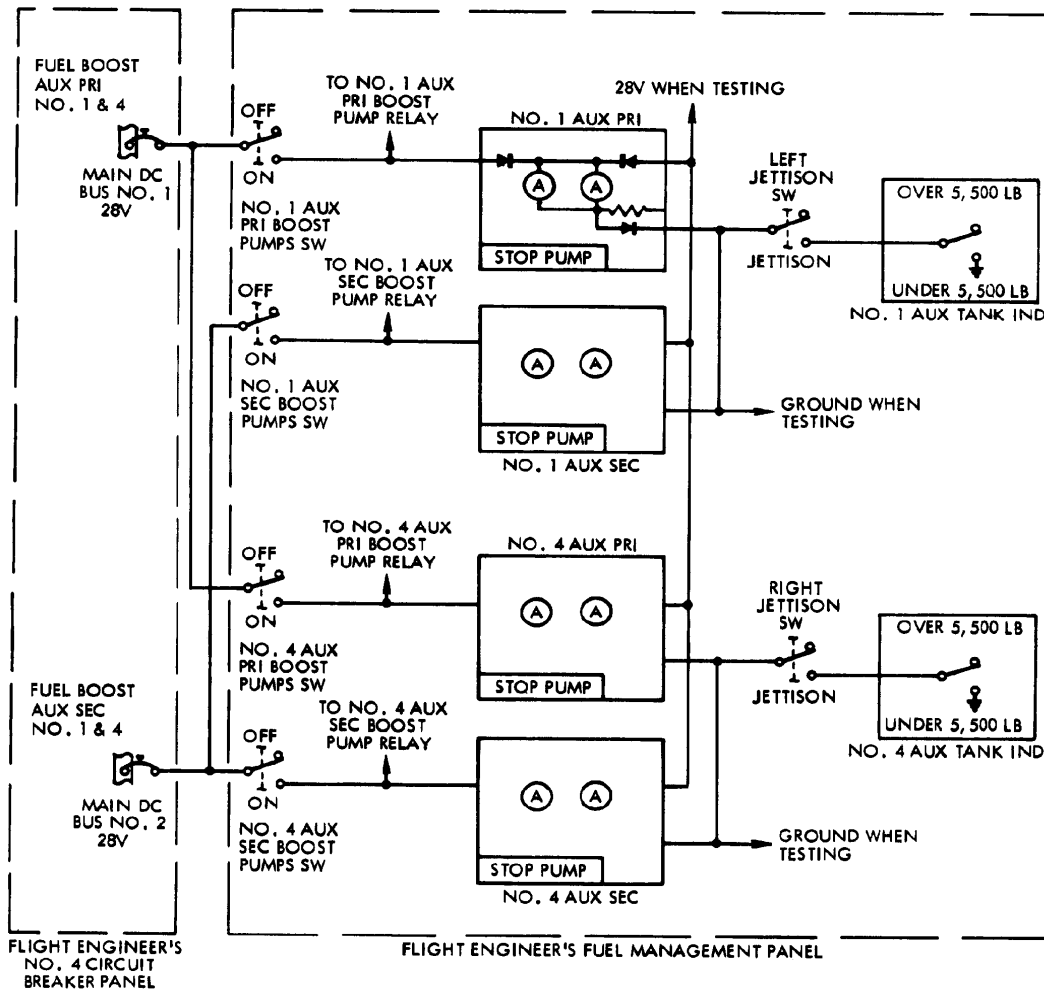 FUEL BOOST
AUX PRI
NO. 1 & 4
MAIN DC
BUS NO. 1
28V
OFF
ON
NO. 1 AUX
PRI BOOST
PUMPS SW
TO NO. 1 AUX
PRI BOOST
PUMP RELAY
NO. 1 AUX PRI
A
A
STOP PUMP
28V WHEN TESTING
LEFT
JETTISON
SW
JETTISON
OVER 5,500 LB
UNDER 5,500 LB
NO. 1 AUX TANK IND
OFF
ON
NO. 1 AUX
SEC BOOST
PUMPS SW
TO NO. 1 AUX
SEC BOOST
PUMP RELAY
A
A
STOP PUMP
NO. 1 AUX SEC
GROUND WHEN
TESTING
OFF
ON
NO. 4 AUX
PRI BOOST
PUMPS SW
TO NO. 4 AUX
PRI BOOST
PUMP RELAY
NO. 4 AUX PRI
A
A
STOP PUMP
RIGHT
JETTISON
SW
JETTISON
OVER 5,500 LB
UNDER 5,500 LB
NO. 4 AUX TANK IND
FUEL BOOST
AUX SEC
NO. 1 & 4
MAIN DC
BUS NO. 2
28V
OFF
ON
NO. 4 AUX
SEC BOOST
PUMPS SW
TO NO. 4 AUX
SEC BOOST
PUMP RELAY
A
A
STOP PUMP
NO. 4 AUX SEC
GROUND WHEN
TESTING
FLIGHT ENGINEER'S
NO. 4 CIRCUIT
BREAKER PANEL
FLIGHT ENGINEER'S FUEL MANAGEMENT PANEL